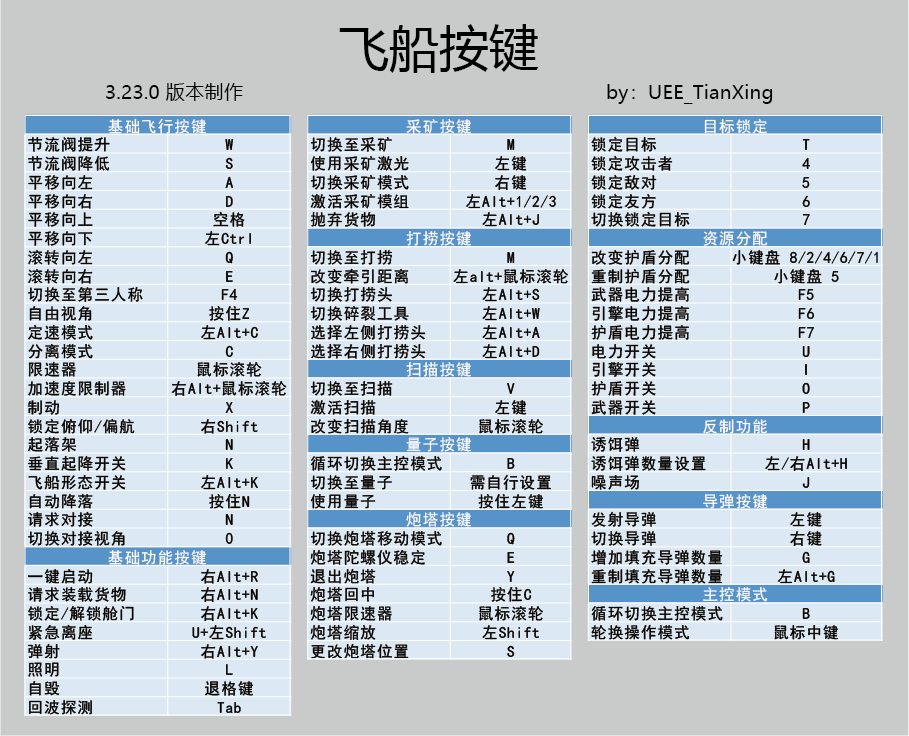 飞船按键
3.23.0 版本制作
by：UEE_TianXing
基础飞行按键
节流阀提升 W
节流阀降低 S
平移向左 A
平移向右 D
平移向上 空格
平移向下 左Ctrl
滚转向左 Q
滚转向右 E
切换至第三人称 F4
自由视角 按住Z
定速模式 左Alt+C
分离模式 C
限速器 鼠标滚轮
加速度限制器 右Alt+鼠标滚轮
制动 X
锁定俯仰/偏航 右Shift
起落架 N
垂直起降开关 K
飞船形态开关 左Alt+K
自动降落 按住N
请求对接 N
切换对接视角 O
基础功能按键
一键启动 右Alt+R
请求装载货物 右Alt+N
锁定/解锁舱门 右Alt+K
紧急离座 U+左Shift
弹射 右Alt+Y
照明 L
自毁 退格键
回波探测 Tab
采矿按键
切换至采矿 M
使用采矿激光 左键
切换采矿模式 右键
激活采矿模组 左Alt+1/2/3
抛弃货物 左Alt+J
打捞按键
切换至打捞 M
改变牵引距离 左alt+鼠标滚轮
切换打捞头 左Alt+S
切换碎裂工具 左Alt+W
选择左侧打捞头 左Alt+A
选择右侧打捞头 左Alt+D
扫描按键
切换至扫描 V
激活扫描 左键
改变扫描角度 鼠标滚轮
量子按键
循环切换主控模式 B
切换至量子 需自行设置
使用量子 按住左键
炮塔按键
切换炮塔移动模式 Q
炮塔陀螺仪稳定 E
退出炮塔 Y
炮塔回中 按住C
炮塔限速器 鼠标滚轮
炮塔缩放 左Shift
更改炮塔位置 S
目标锁定
锁定目标 T
锁定攻击者 4
锁定敌对 5
锁定友方 6
切换锁定目标 7
资源分配
改变护盾分配 小键盘 8/2/4/6/7/1
重制护盾分配 小键盘 5
武器电力提高 F5
引擎电力提高 F6
护盾电力提高 F7
电力开关 U
引擎开关 I
护盾开关 O
武器开关 P
反制功能
诱饵弹 H
诱饵弹数量设置 左/右Alt+H
噪声场 J
导弹按键
发射导弹 左键
切换导弹 右键
增加填充导弹数量 G
重制填充导弹数量 左Alt+G
主控模式
循环切换主控模式 B
轮换操作模式 鼠标中键